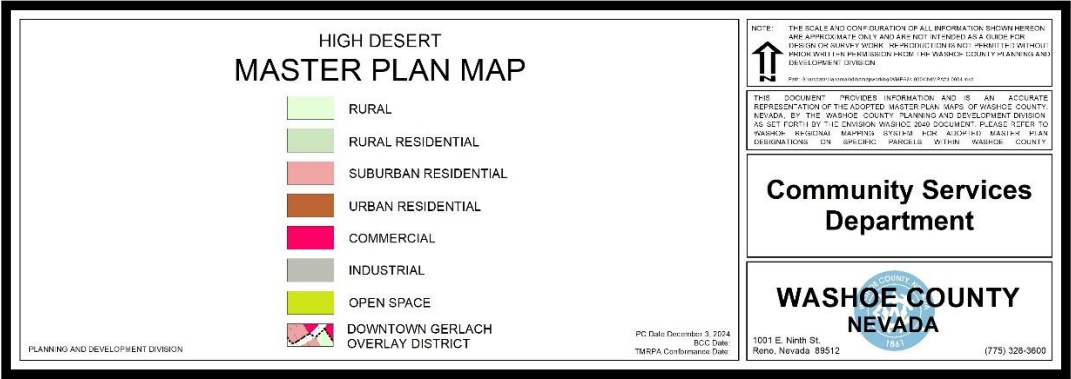 HIGH DESERT
MASTER PLAN MAP
RURAL
RURAL RESIDENTIAL
SUBURBAN RESIDENTIAL
URBAN RESIDENTIAL
COMMERCIAL
INDUSTRIAL
OPEN SPACE
DOWNTOWN GERLACH
OVERLAY DISTRICT
PLANNING AND DEVELOPMENT DIVISION
PC Date December 3, 2024
BCC Date:
TMRPA Conformance Date:
NOTE: THE SCALE AND CONFIGURATION OF ALL INFORMATION SHOWN HEREON
ARE APPROXIMATE ONLY AND ARE NOT INTENDED AS A GUIDE FOR
DESIGN OR SURVEY WORK. REPRODUCTION IS NOT PERMITTED WITHOUT
PRIOR WRITTEN PERMISSION FROM THE WASHOE COUNTY PLANNING AND
DEVELOPMENT DIVISION
N
Path:
THIS DOCUMENT PROVIDES INFORMATION AND IS AN ACCURATE
REPRESENTATION OF THE ADOPTED MASTER PLAN MAPS OF WASHOE COUNTY,
NEVADA, BY THE WASHOE COUNTY PLANNING AND DEVELOPMENT DIVISION
AS SET FORTH BY THE ENVISION WASHOE 2040 DOCUMENT. PLEASE REFER TO
WASHOE REGIONAL MAPPING SYSTEM FOR ADOPTED MASTER PLAN
DESIGNATIONS ON SPECIFIC PARCELS WITHIN WASHOE COUNTY.
Community Services
Department
WASHOE COUNTY
NEVADA
1861
1001 E. Ninth St.
Reno, Nevada 89512
(775) 328-3600